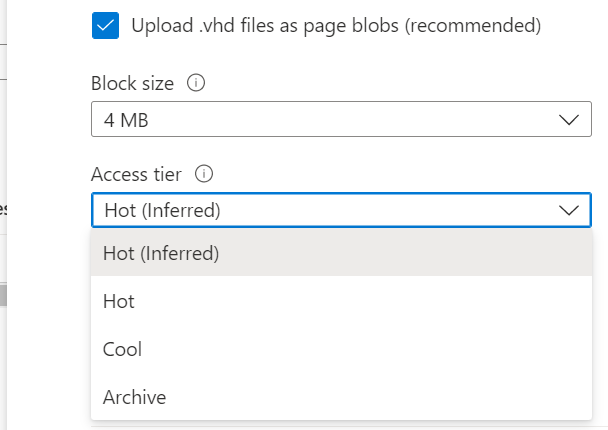 Upload .vhd files as page blobs (recommended)
Block size
4 MB
Access tier
Hot (Inferred)
Hot (Inferred)
Hot
Cool
Archive